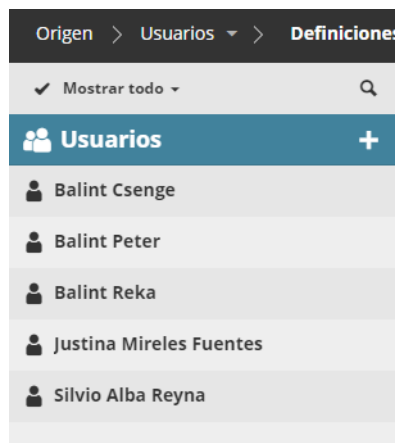 Origen > Usuarios > Definiciones
Mostrar todo
Usuarios +
Balint Csenge
Balint Peter
Balint Reka
Justina Mireles Fuentes
Silvio Alba Reyna